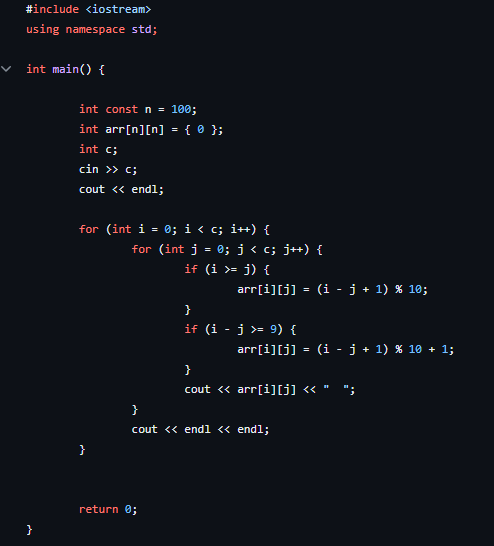 #include <iostream>
using namespace std;
int main() {
int const n = 100;
int arr[n][n] = { 0 };
int c;
cin >> c;
cout << endl;
for (int i = 0; i < c; i++) {
for (int j = 0; j < c; j++) {
if (i >= j) {
arr[i][j] = (i - j + 1) % 10;
}
if (i - j >= 9) {
arr[i][j] = (i - j + 1) % 10 + 1;
}
cout << arr[i][j] << "  ";
}
cout << endl << endl;
}
return 0;
}